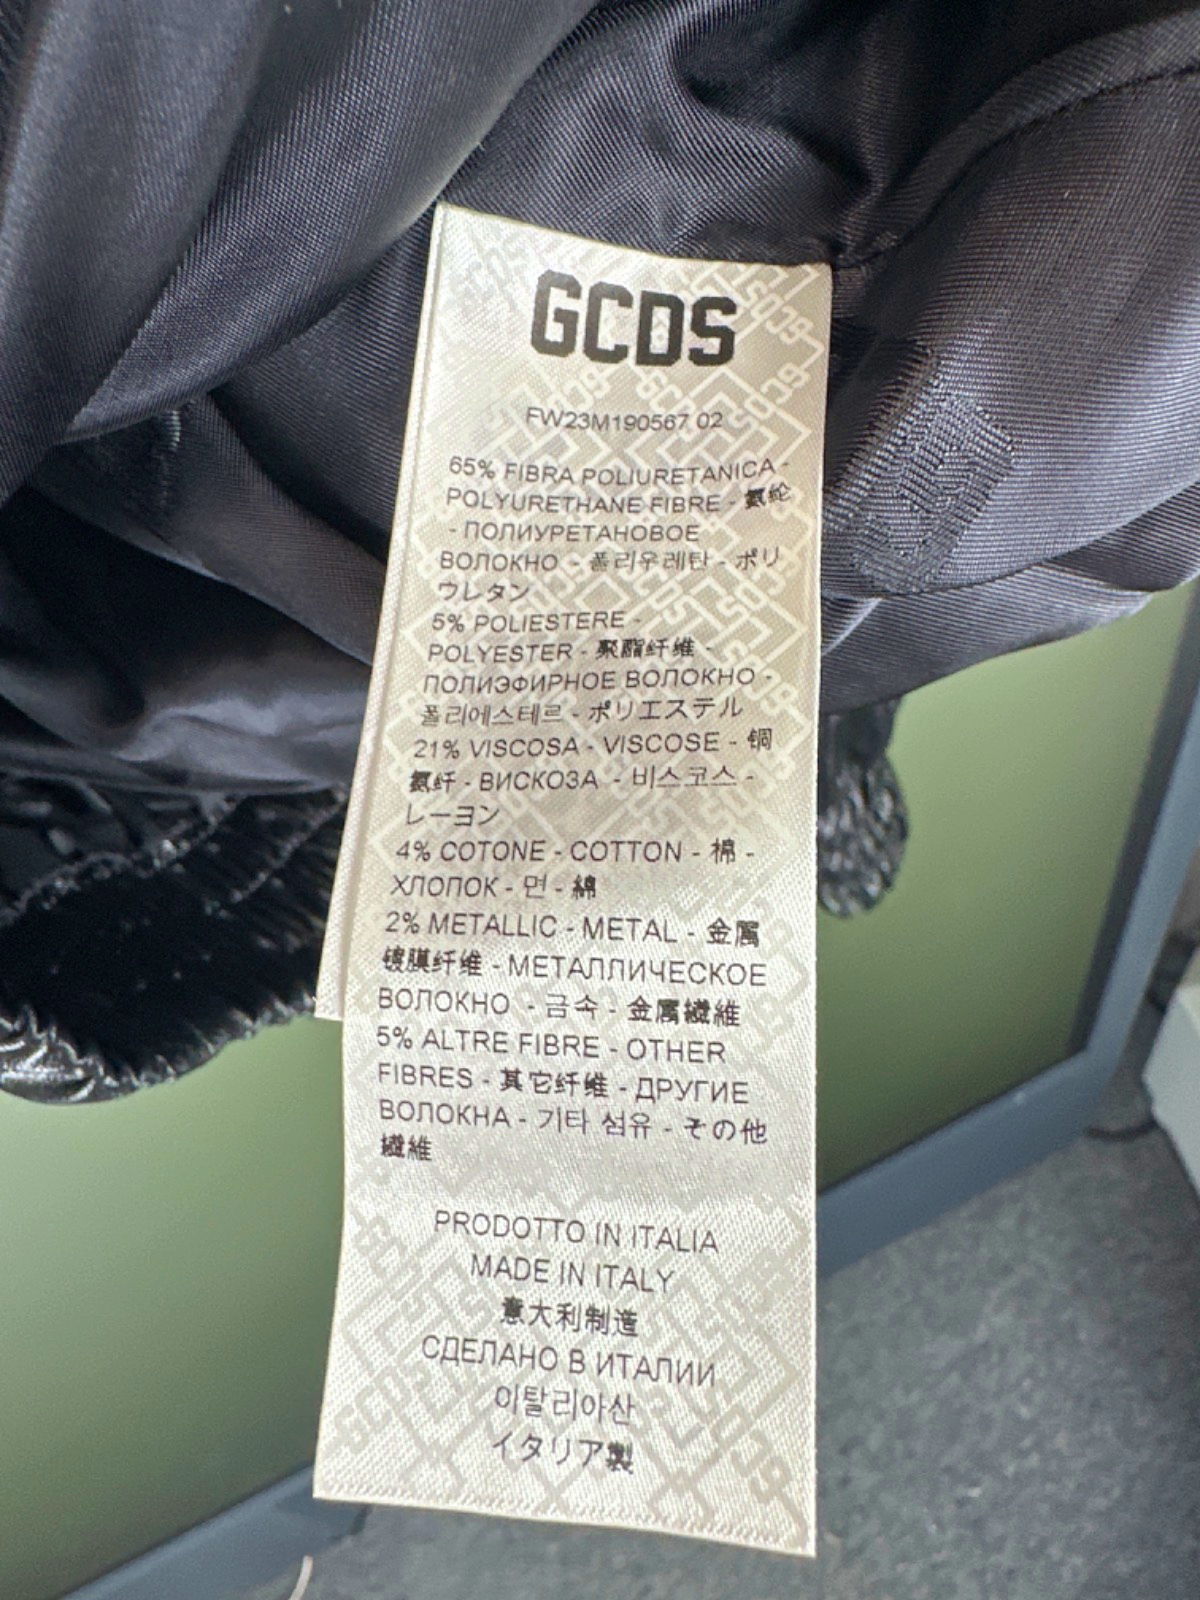 GCDS
FW23M190567 02
65% FIBRA POLIURETANICA -
POLYURETHANE FIBRE - 氨纶
- ПОЛИУРЕТАНОВОЕ
ВОЛОКНО - 폴리우레탄 - ポリ
ウレタン
5% POLIESTERE -
POLYESTER - 聚酯纤维 -
ПОЛИЭФИРНОЕ ВОЛОКНО -
폴리에스테르 - ポリエステル
21% VISCOSA - VISCOSE - 铜
氨纤 - ВИСКОЗА - 비스코스 -
レーヨン
4% COTONE - COTTON - 棉 -
ХЛОПОК - 면 - 綿
2% METALLIC - METAL - 金属
镀膜纤维 - МЕТАЛЛИЧЕСКОЕ
ВОЛОКНО - 금속 - 金属繊維
5% ALTRE FIBRE - OTHER
FIBRES - 其它纤维 - ДРУГИЕ
ВОЛОКНА - 기타 섬유 - その他
繊維
PRODOTTO IN ITALIA
MADE IN ITALY
意大利制造
СДЕЛАНО В ИТАЛИИ
이탈리아산
イタリア製